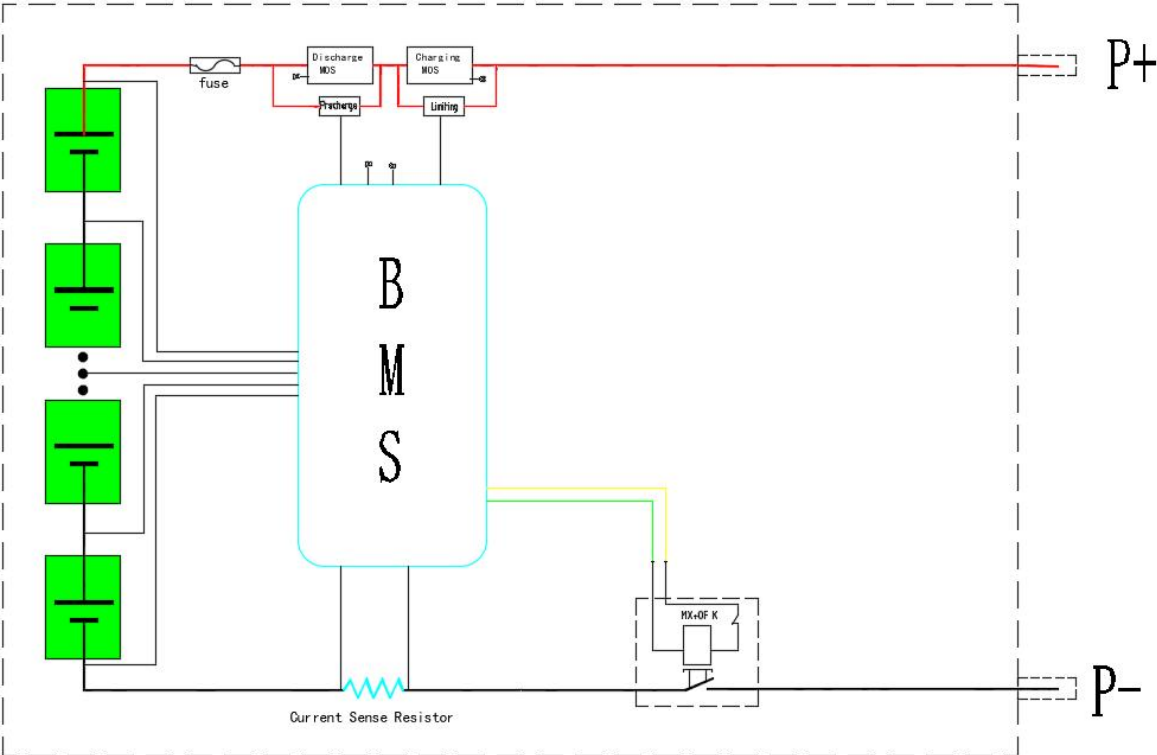 P+
Discharge
MOS
Charging
MOS
fuse
Precharge
Limiting
B
M
S
MX+OF K
P-
Current Sense Resistor